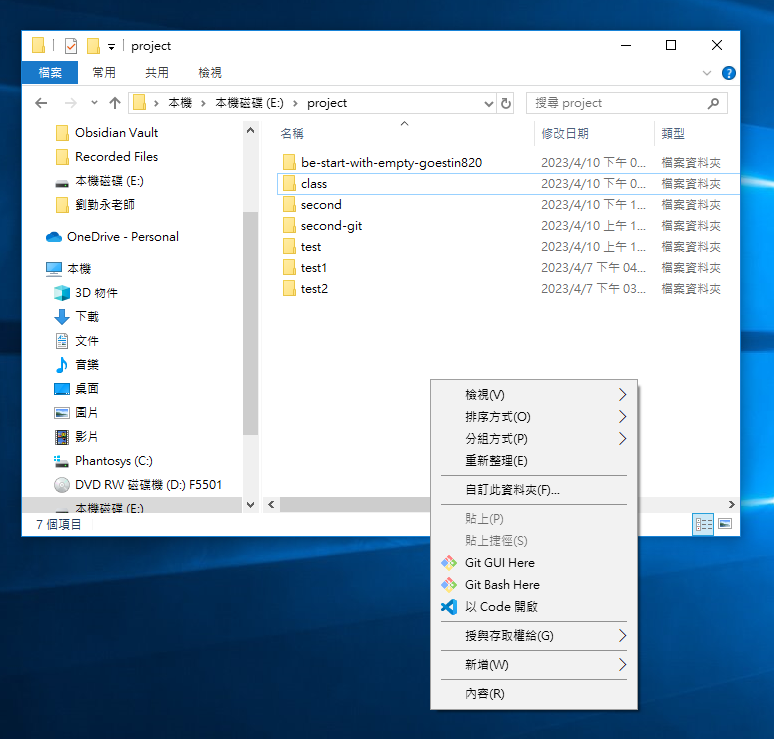 project
檔案 常用 共用 檢視
本機 本機磁碟 (E:) project
搜尋 project
Obsidian Vault
Recorded Files
本機磁碟 (E:)
劉勤永老師
OneDrive - Personal
本機
3D 物件
下載
文件
音樂
桌面
圖片
影片
Phantosys (C:)
DVD RW 磁碟機 (D:) F5501
本機磁碟 (E:)
名稱 修改日期 類型
be-start-with-empty-goestin820 2023/4/10 下午 0... 檔案資料夾
class 2023/4/10 下午 0... 檔案資料夾
second 2023/4/10 下午 1... 檔案資料夾
second-git 2023/4/10 上午 1... 檔案資料夾
test 2023/4/10 上午 1... 檔案資料夾
test1 2023/4/7 下午 04... 檔案資料夾
test2 2023/4/7 下午 03... 檔案資料夾
7 個項目
檢視(V)
排序方式(O)
分組方式(P)
重新整理(E)
自訂此資料夾(F)...
貼上(P)
貼上捷徑(S)
Git GUI Here
Git Bash Here
以 Code 開啟
授與存取權給(G)
新增(W)
內容(R)